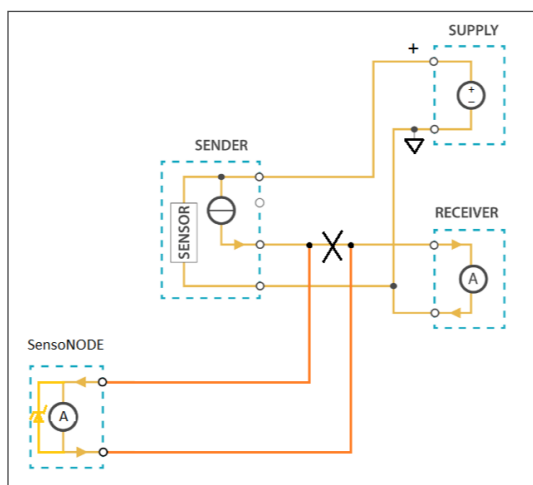 SUPPLY
+
+
−
SENDER
SENSOR
RECEIVER
A
SensoNODE
A